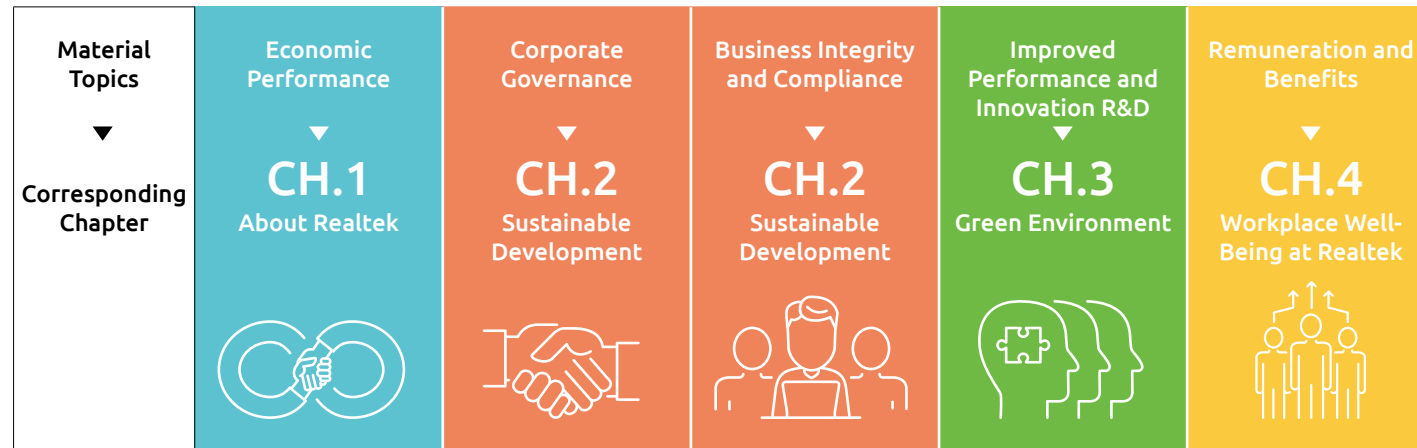 Material
Topics
Corresponding
Chapter
Economic
Performance
CH.1
About Realtek
Corporate
Governance
CH.2
Sustainable
Development
Business Integrity
and Compliance
CH.2
Sustainable
Development
Improved
Performance and
Innovation R&D
CH.3
Green Environment
Remuneration and
Benefits
CH.4
Workplace Well-
Being at Realtek